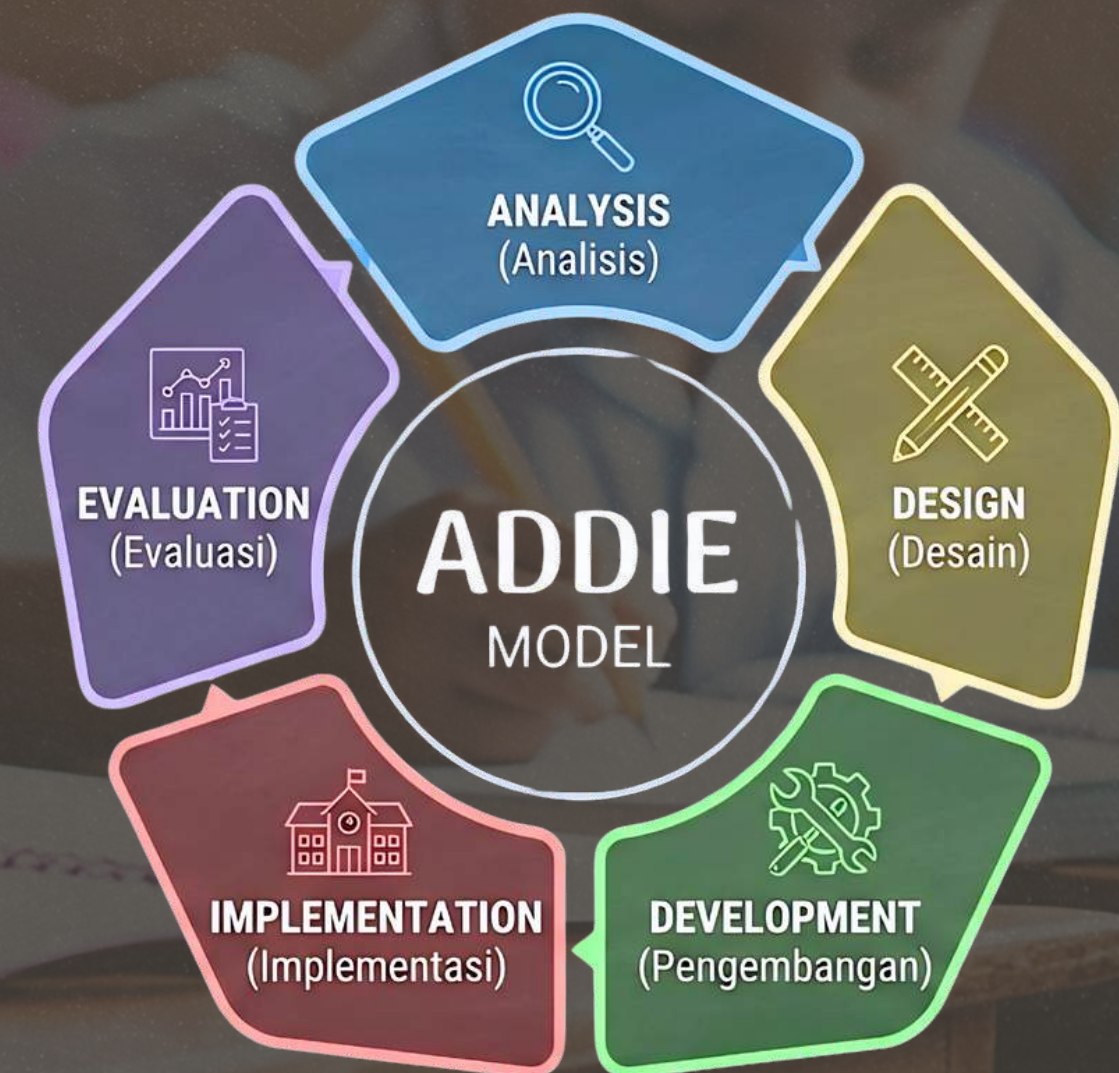 ANALYSIS
(Analisis)
DESIGN
(Desain)
DEVELOPMENT
(Pengembangan)
IMPLEMENTATION
(Implementasi)
EVALUATION
(Evaluasi)
ADDIE
MODEL